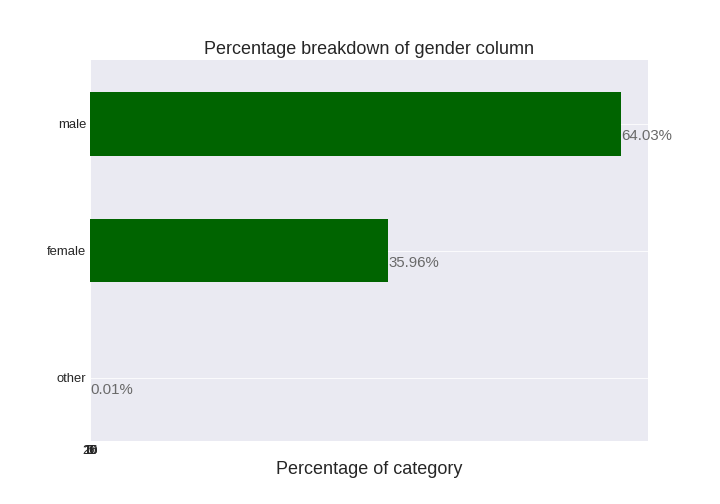 Percentage breakdown of gender column
male
64.03%
female
35.96%
other
0.01%
Percentage of category